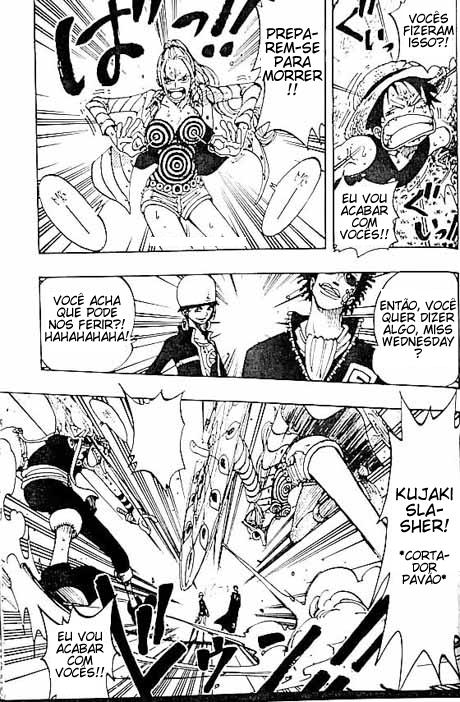 VOCÊS
FIZERAM
ISSO?!
EU VOU
ACABAR
COM
VOCÊS!!
PREPA-
REM-SE
PARA
MORRER
!!
ばっ!!
ENTÃO, VOCÊ
QUER DIZER
ALGO, MISS
WEDNESDAY
?
VOCÊ ACHA
QUE PODE
NOS FERIR?!
HAHAHAHAHA!
KUJAKI
SLA-
SHER!
*CORTA-
DOR
PAVÃO*
EU VOU
ACABAR
COM
VOCÊS!!